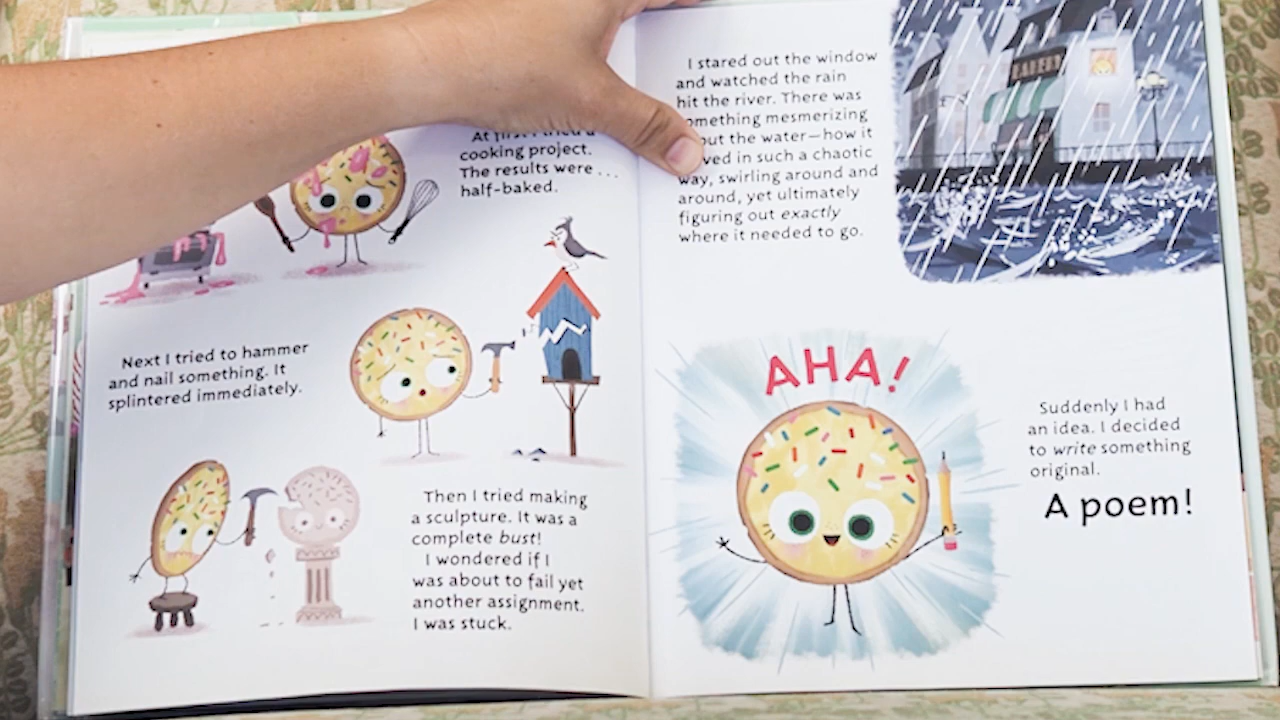 At first I tried a
cooking project.
The results were . . .
half-baked.
Next I tried to hammer
and nail something. It
splintered immediately.
Then I tried making
a sculpture. It was a
complete bust!
I wondered if I
was about to fail yet
another assignment.
I was stuck.
I stared out the window
and watched the rain
hit the river. There was
mesmerizing
the water—how it
in such a chaotic
way, swirling around and
around, yet ultimately
figuring out exactly
where it needed to go.
BAKERY
AHA!
Suddenly I had
an idea. I decided
to write something
original.
A poem!